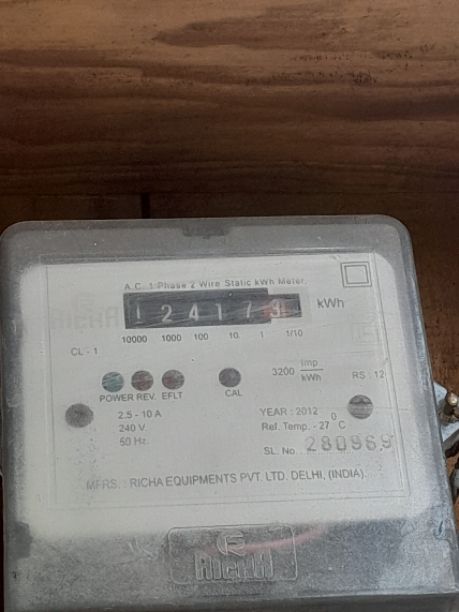 A.C. 1 Phase 2 Wire Static kWh Meter.
124173 kWh
10000 1000 100 10 1 1/10
CL - 1
3200 Imp/kWh
RS : 12
POWER REV. EFLT CAL
2.5 - 10 A
240 V.
50 Hz.
YEAR : 2012
Ref. Temp. - 27 °C
SL. No. 280969
MFRS. : RICHA EQUIPMENTS PVT. LTD. DELHI, (INDIA).
RICHA